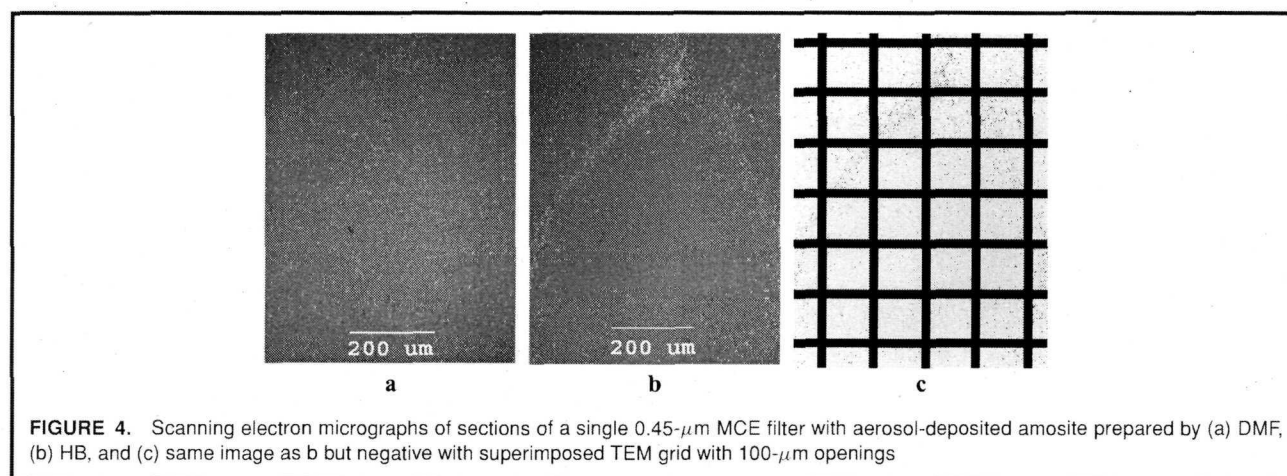 200 um
200 um
a
b
c
FIGURE 4. Scanning electron micrographs of sections of a single 0.45-μm MCE filter with aerosol-deposited amosite prepared by (a) DMF,
(b) HB, and (c) same image as b but negative with superimposed TEM grid with 100-μm openings